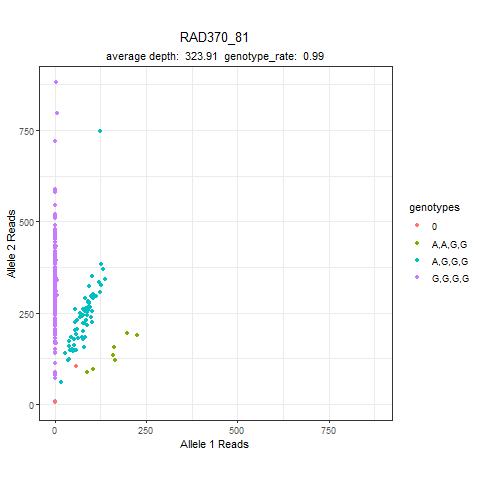 RAD370_81
average depth:  323.91  genotype_rate:  0.99
Allele 2 Reads
750
500
250
0
0
250
500
750
Allele 1 Reads
genotypes
0
A,A,G,G
A,G,G,G
G,G,G,G